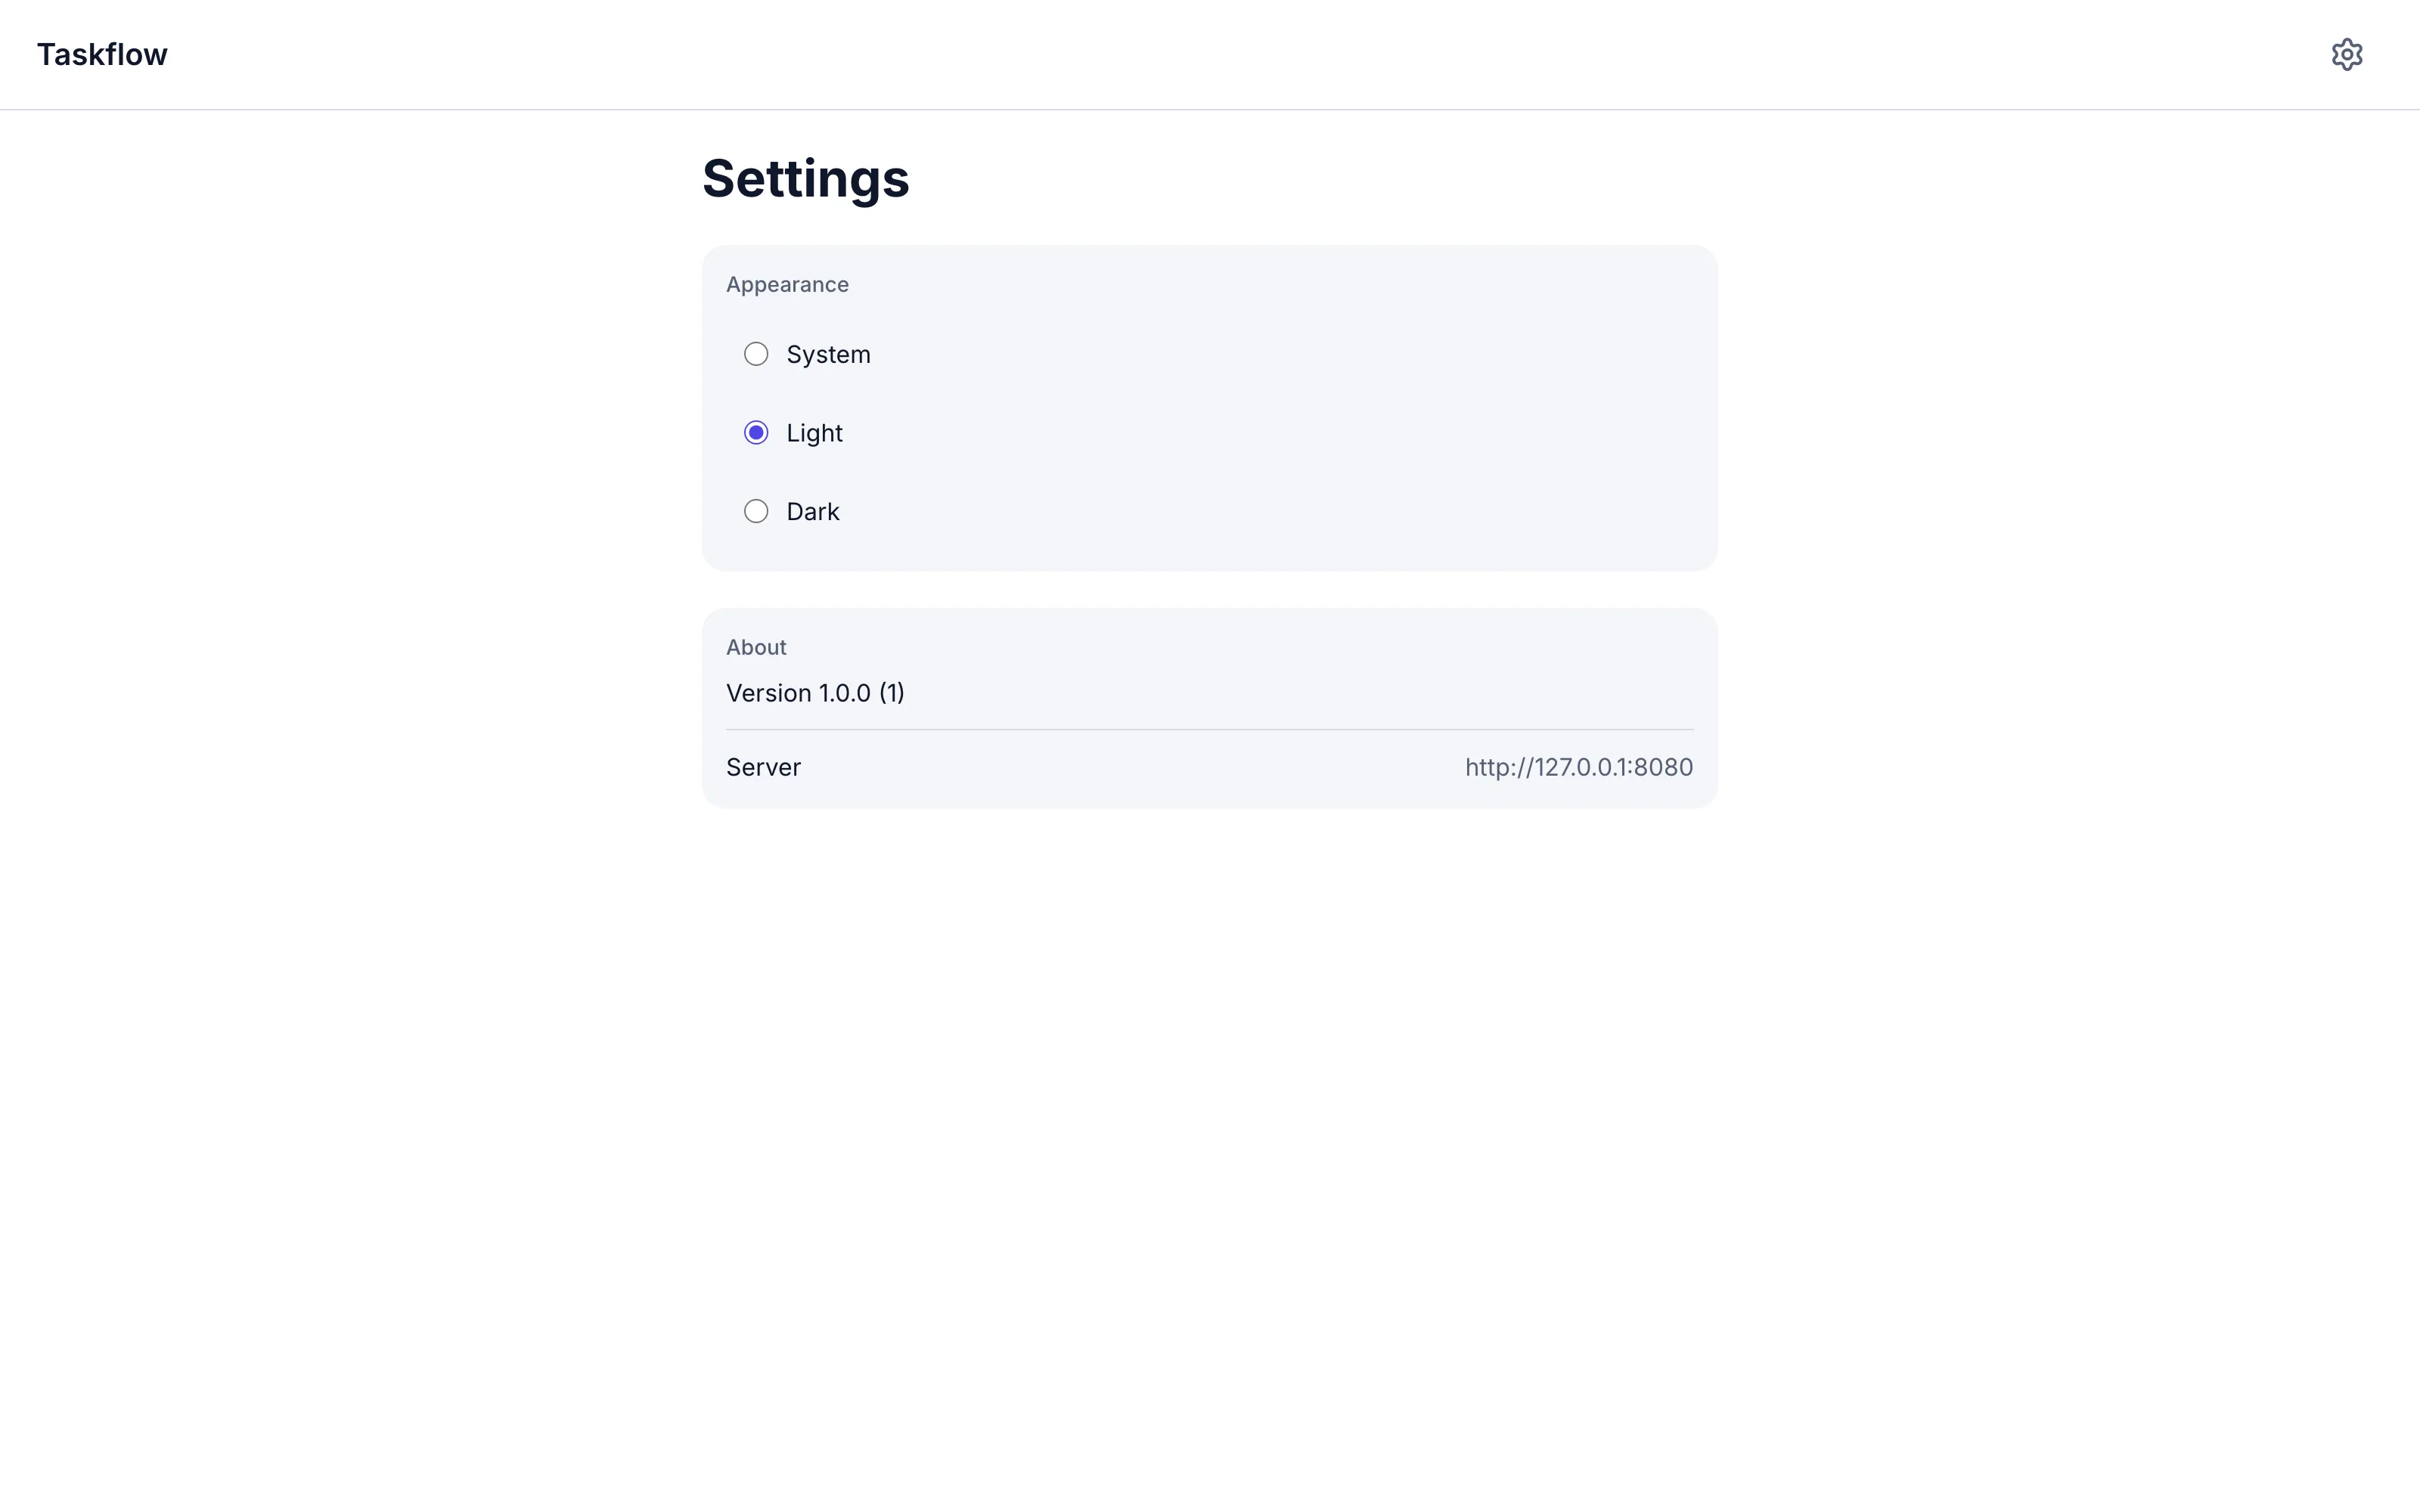 Taskflow
Settings
Appearance
System
Light
Dark
About
Version 1.0.0 (1)
Server http://127.0.0.1:8080